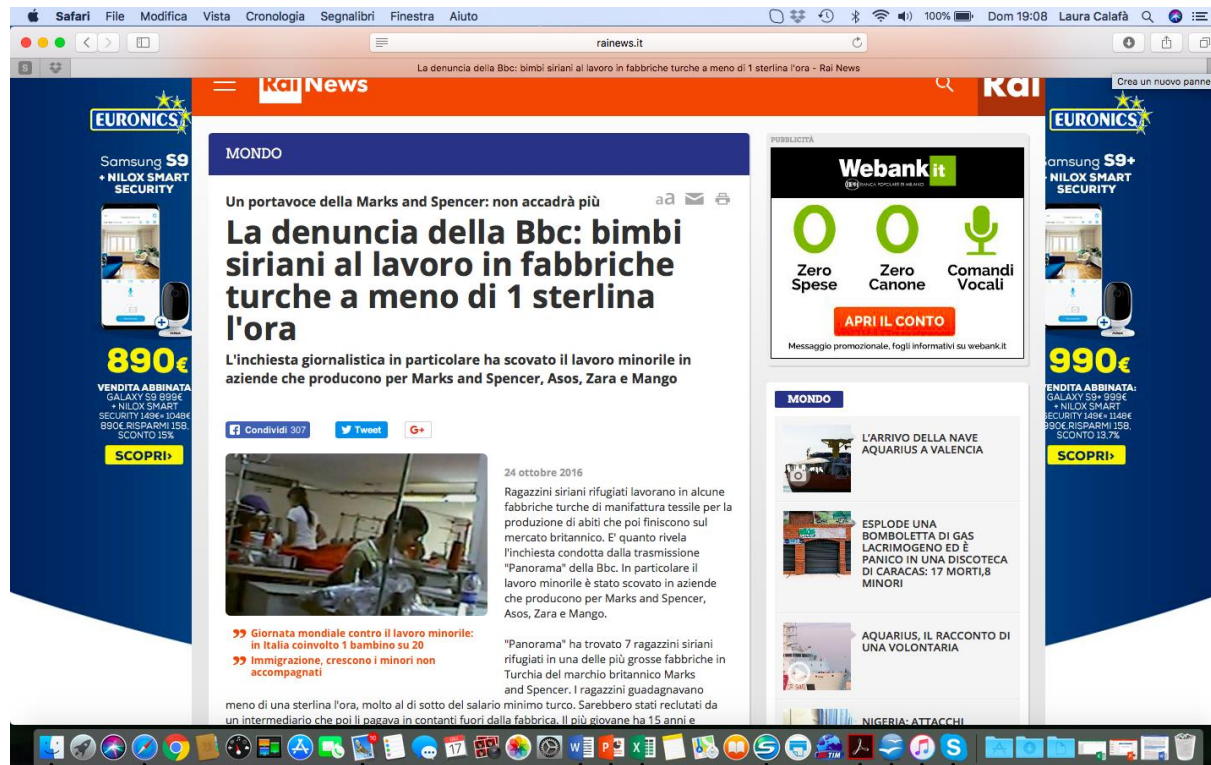 Safari File Modifica Vista Cronologia Segnalibri Finestra Aiuto
100% Dom 19:08 Laura Calafà
rainews.it
S
La denuncia della Bbc: bimbi siriani al lavoro in fabbriche turche a meno di 1 sterlina l'ora - Rai News
Crea un nuovo panne
Rai News
Rai
EURONICS
Samsung S9
+ NILOX SMART
SECURITY
890€
VENDITA ABBINATA
GALAXY S9 899€
+ NILOX SMART
SECURITY 149€= 1048€
890€.RISPARMI 158,
SCONTO 15%
SCOPRI›
MONDO
Un portavoce della Marks and Spencer: non accadrà più
aa
La denuncia della Bbc: bimbi
siriani al lavoro in fabbriche
turche a meno di 1 sterlina
l'ora
L'inchiesta giornalistica in particolare ha scovato il lavoro minorile in
aziende che producono per Marks and Spencer, Asos, Zara e Mango
Condividi 307
Tweet
G+
24 ottobre 2016
Ragazzini siriani rifugiati lavorano in alcune
fabbriche turche di manifattura tessile per la
produzione di abiti che poi finiscono sul
mercato britannico. E' quanto rivela
l'inchiesta condotta dalla trasmissione
"Panorama" della Bbc. In particolare il
lavoro minorile è stato scovato in aziende
che producono per Marks and Spencer,
Asos, Zara e Mango.
Giornata mondiale contro il lavoro minorile:
in Italia coinvolto 1 bambino su 20
Immigrazione, crescono i minori non
accompagnati
"Panorama" ha trovato 7 ragazzini siriani
rifugiati in una delle più grosse fabbriche in
Turchia del marchio britannico Marks
and Spencer. I ragazzini guadagnavano
meno di una sterlina l'ora, molto al di sotto del salario minimo turco. Sarebbero stati reclutati da
un intermediario che poi li pagava in contanti fuori dalla fabbrica. Il più giovane ha 15 anni e
PUBBLICITÀ
Webank it
BANCA POPOLARE DI MILANO
0 0
Zero Spese
Zero Canone
Comandi Vocali
APRI IL CONTO
Messaggio promozionale, fogli informativi su webank.it
MONDO
L'ARRIVO DELLA NAVE
AQUARIUS A VALENCIA
ESPLODE UNA
BOMBOLETTA DI GAS
LACRIMOGENO ED È
PANICO IN UNA DISCOTECA
DI CARACAS: 17 MORTI,8
MINORI
AQUARIUS, IL RACCONTO DI
UNA VOLONTARIA
NIGERIA: ATTACCHI
EURONICS
amsung S9+
NILOX SMART
SECURITY
990€
ENDITA ABBINATA:
GALAXY S9+ 999€
+ NILOX SMART
ECURITY 149€= 1148€
990€.RISPARMI 158,
SCONTO 13,7%
SCOPRI›
17
TIM